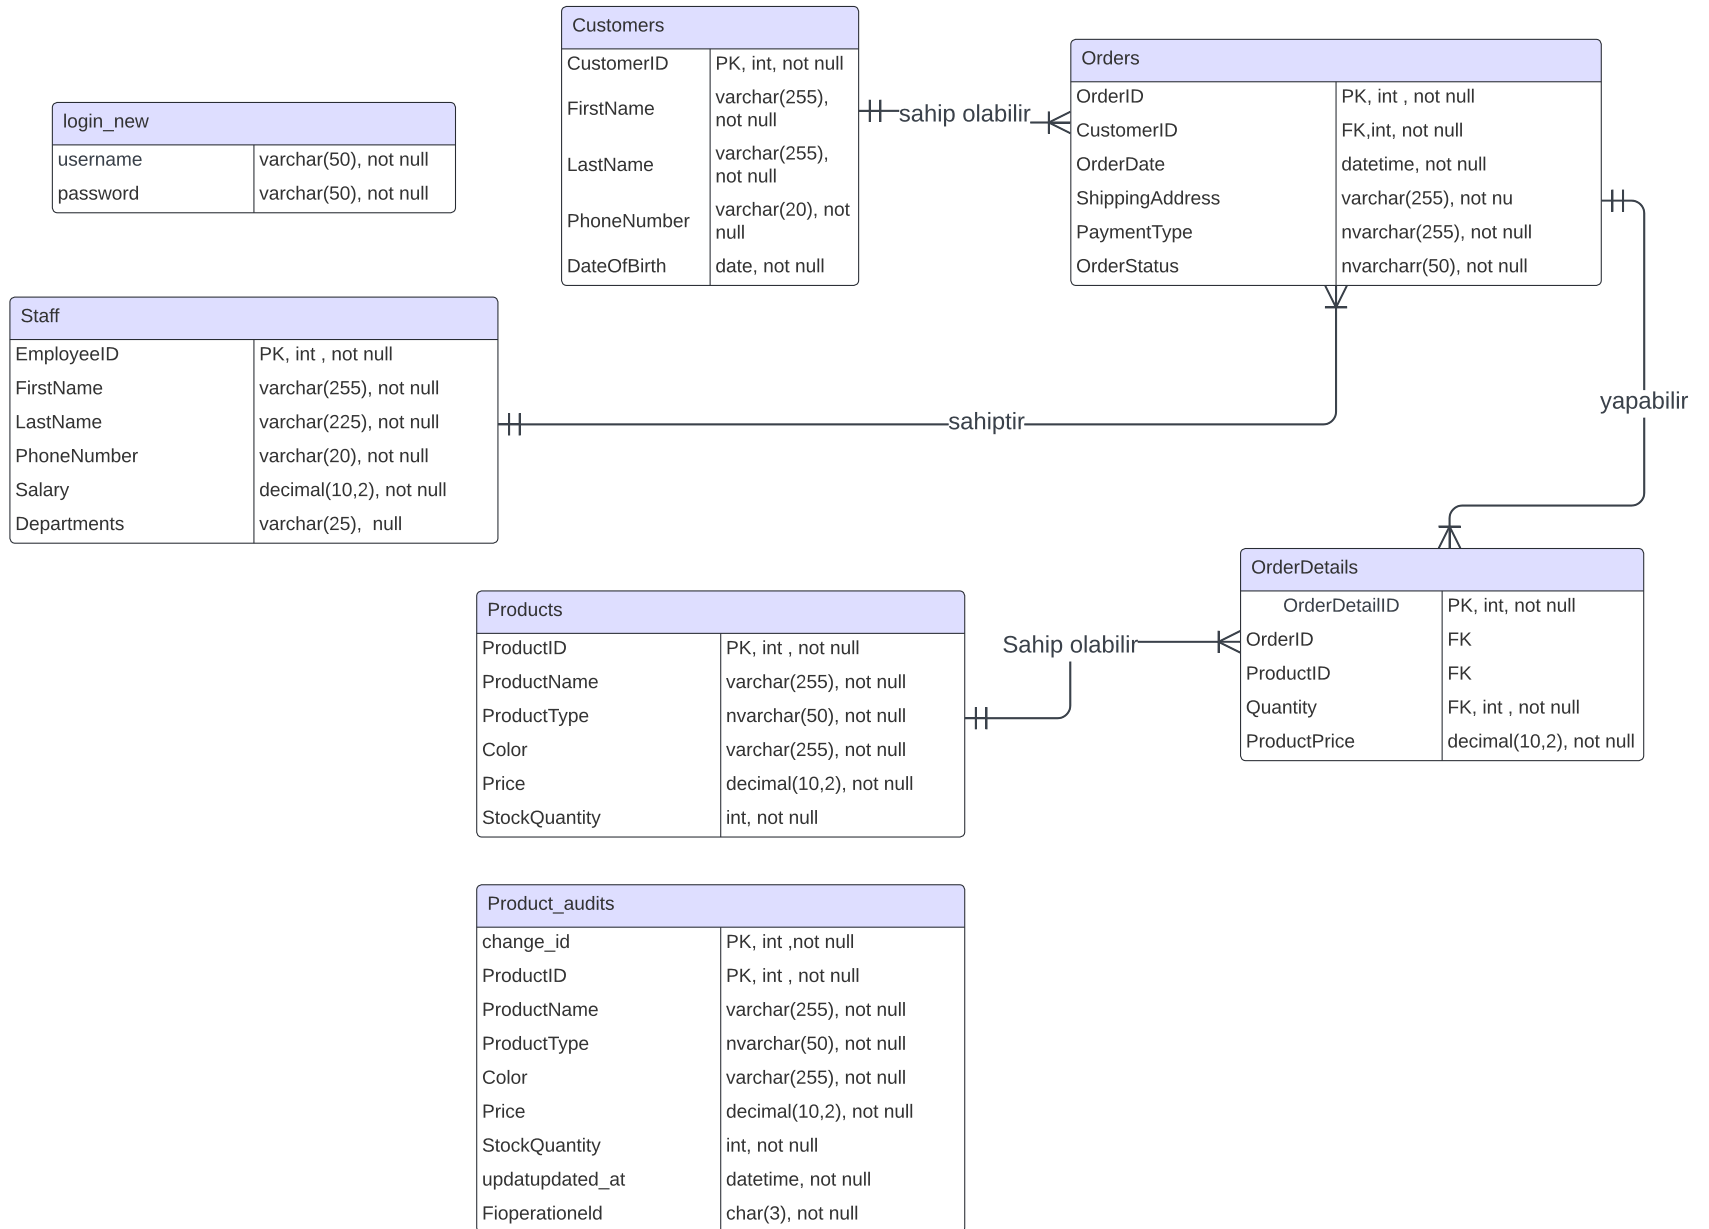 Customers
CustomerID PK, int, not null
FirstName varchar(255),
not null
LastName varchar(255),
not null
PhoneNumber varchar(20), not
null
DateOfBirth date, not null
sahip olabilir
Orders
OrderID PK, int , not null
CustomerID FK,int, not null
OrderDate datetime, not null
ShippingAddress varchar(255), not nu
PaymentType nvarchar(255), not null
OrderStatus nvarcharr(50), not null
login_new
username varchar(50), not null
password varchar(50), not null
Staff
EmployeeID PK, int , not null
FirstName varchar(255), not null
LastName varchar(225), not null
PhoneNumber varchar(20), not null
Salary decimal(10,2), not null
Departments varchar(25),  null
sahiptir
yapabilir
Products
ProductID PK, int , not null
ProductName varchar(255), not null
ProductType nvarchar(50), not null
Color varchar(255), not null
Price decimal(10,2), not null
StockQuantity int, not null
Sahip olabilir
OrderDetails
OrderDetailID PK, int, not null
OrderID FK
ProductID FK
Quantity FK, int , not null
ProductPrice decimal(10,2), not null
Product_audits
change_id PK, int ,not null
ProductID PK, int , not null
ProductName varchar(255), not null
ProductType nvarchar(50), not null
Color varchar(255), not null
Price decimal(10,2), not null
StockQuantity int, not null
updatupdated_at datetime, not null
Fioperationeld char(3), not null